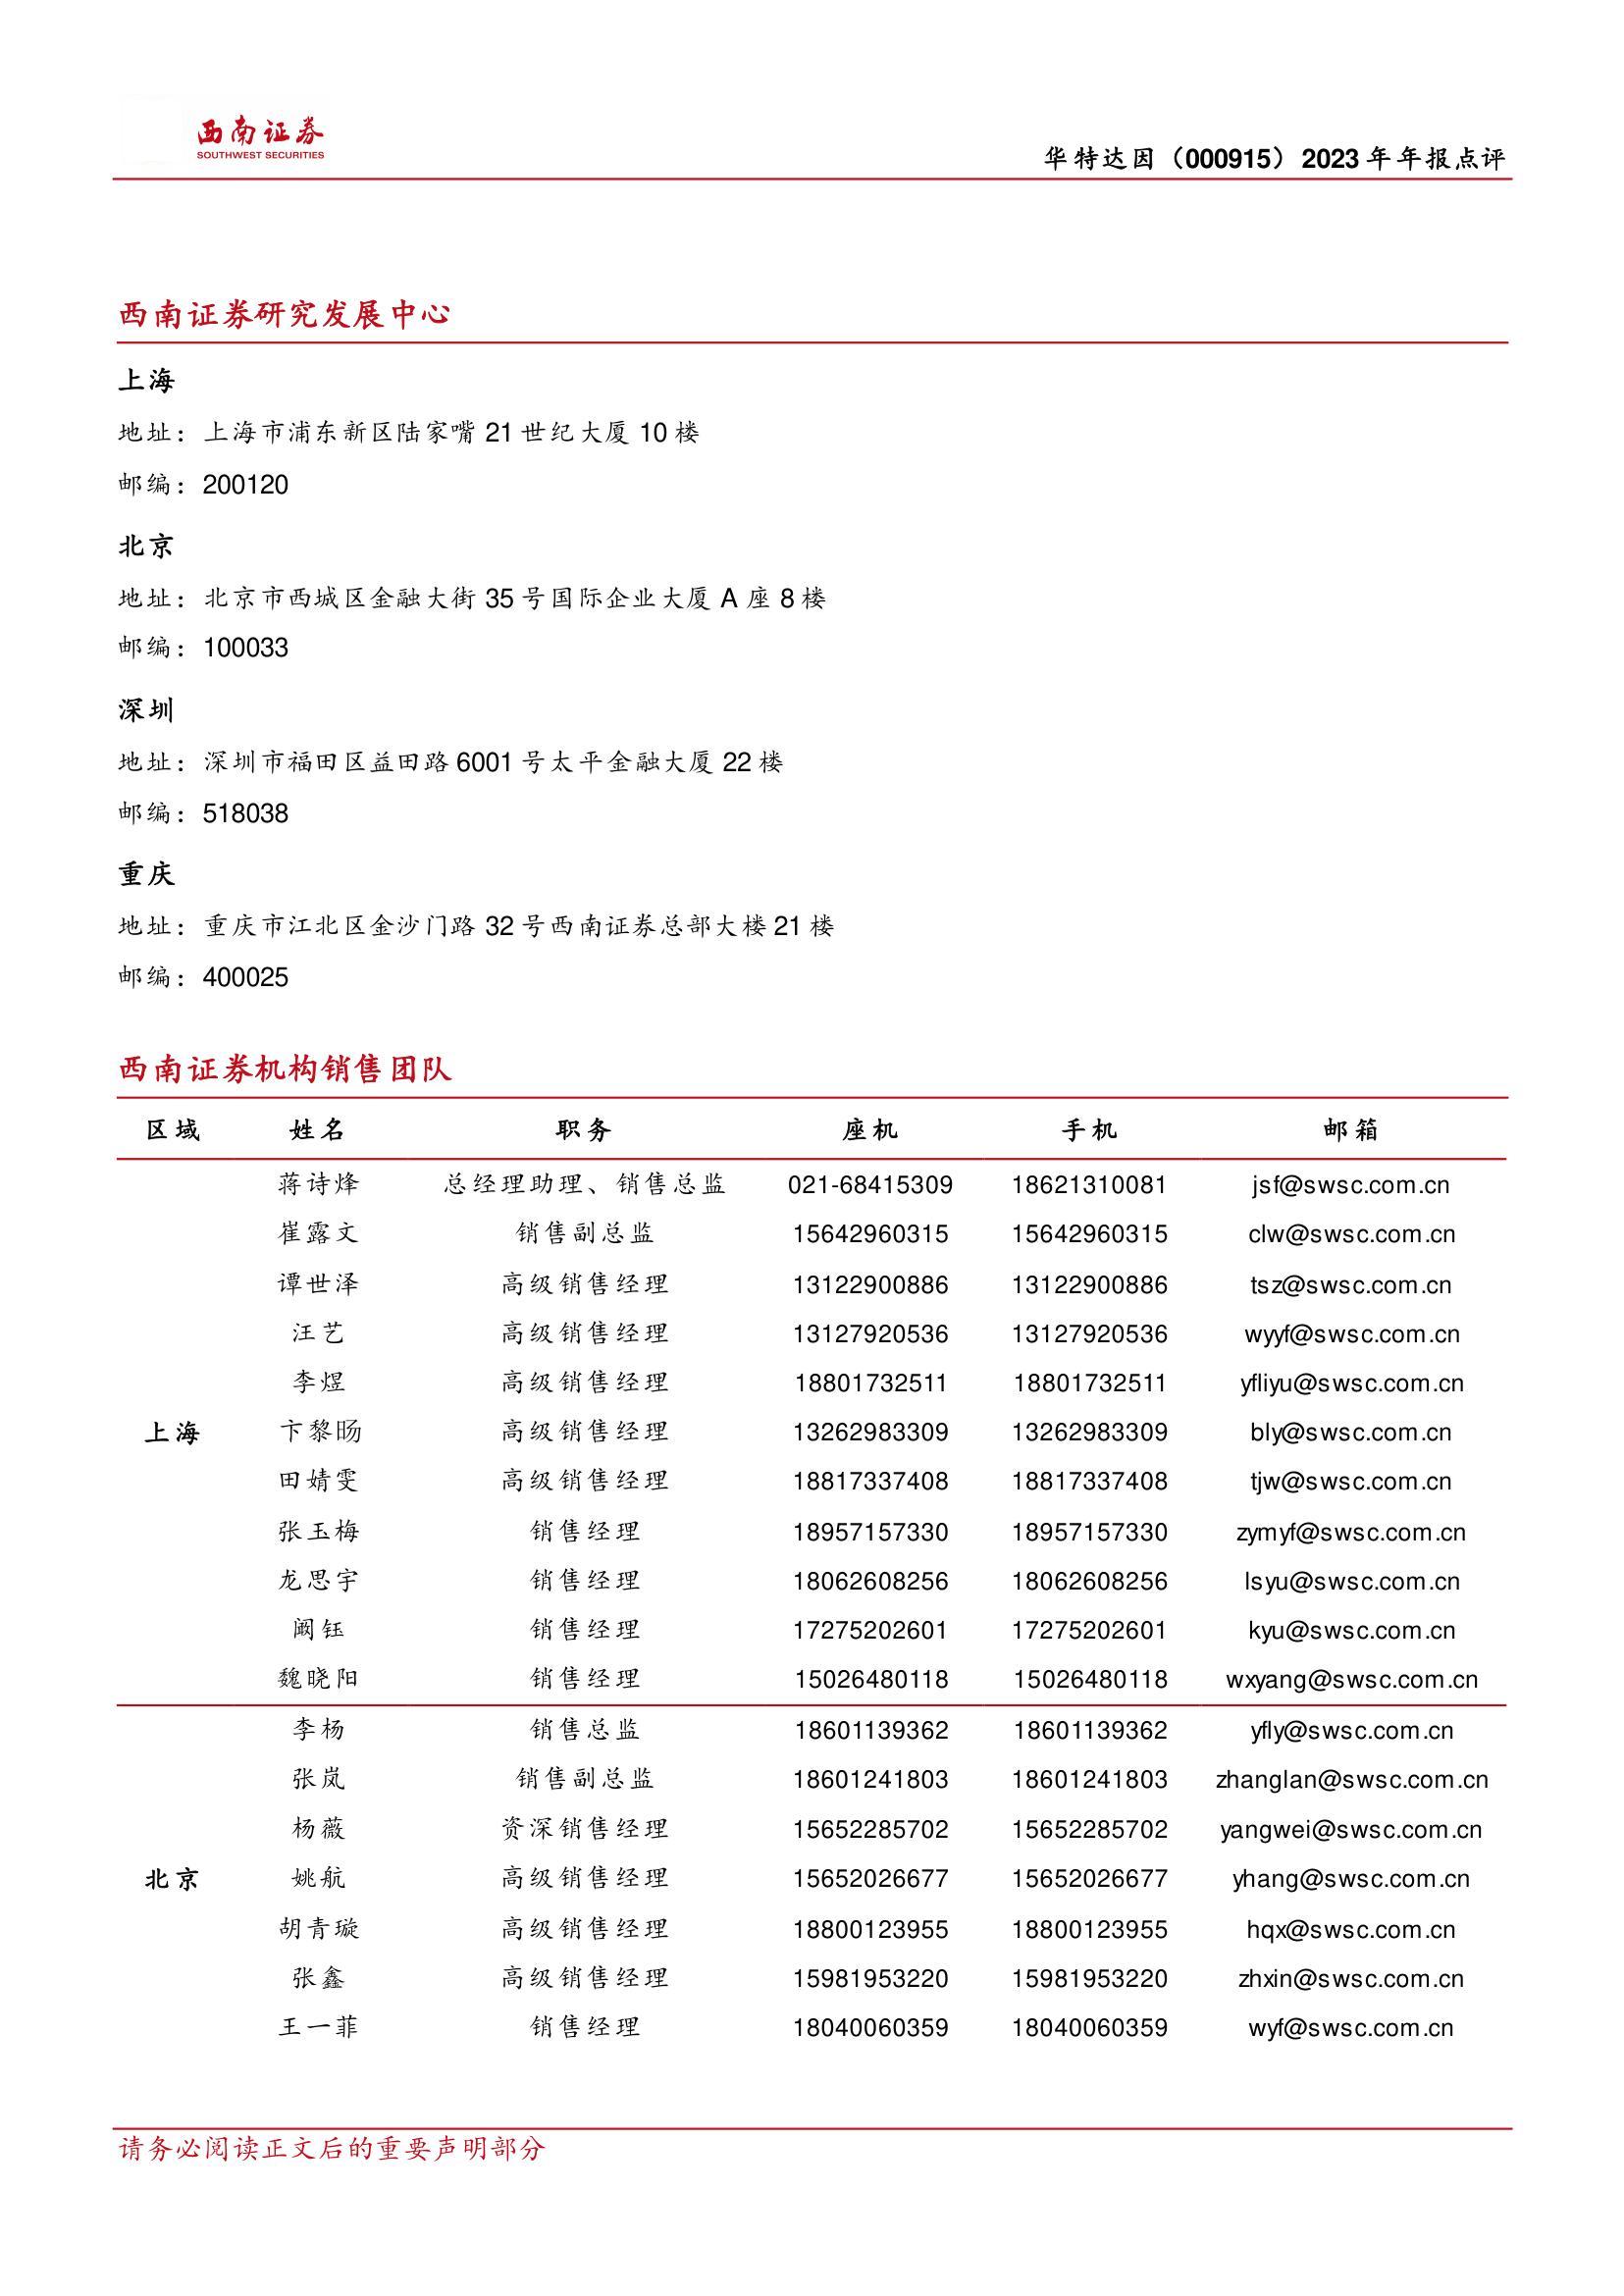 西南证券
SOUTHWEST SECURITIES
华特达因（000915）2023 年年报点评
西南证券研究发展中心
上海
地址：上海市浦东新区陆家嘴 21 世纪大厦 10 楼
邮编：200120
北京
地址：北京市西城区金融大街 35 号国际企业大厦 A 座 8 楼
邮编：100033
深圳
地址：深圳市福田区益田路 6001 号太平金融大厦 22 楼
邮编：518038
重庆
地址：重庆市江北区金沙门路 32 号西南证券总部大楼 21 楼
邮编：400025
西南证券机构销售团队
区域 姓名 职务 座机 手机 邮箱
蒋诗烽 总经理助理、销售总监 021-68415309 18621310081 jsf@swsc.com.cn
崔露文 销售副总监 15642960315 15642960315 clw@swsc.com.cn
谭世泽 高级销售经理 13122900886 13122900886 tsz@swsc.com.cn
汪艺 高级销售经理 13127920536 13127920536 wyyf@swsc.com.cn
李煜 高级销售经理 18801732511 18801732511 yfliyu@swsc.com.cn
上海 卞黎旸 高级销售经理 13262983309 13262983309 bly@swsc.com.cn
田婧雯 高级销售经理 18817337408 18817337408 tjw@swsc.com.cn
张玉梅 销售经理 18957157330 18957157330 zymyf@swsc.com.cn
龙思宇 销售经理 18062608256 18062608256 lsyu@swsc.com.cn
阚钰 销售经理 17275202601 17275202601 kyu@swsc.com.cn
魏晓阳 销售经理 15026480118 15026480118 wxyang@swsc.com.cn
李杨 销售总监 18601139362 18601139362 yfly@swsc.com.cn
张岚 销售副总监 18601241803 18601241803 zhanglan@swsc.com.cn
杨薇 资深销售经理 15652285702 15652285702 yangwei@swsc.com.cn
北京 姚航 高级销售经理 15652026677 15652026677 yhang@swsc.com.cn
胡青璇 高级销售经理 18800123955 18800123955 hqx@swsc.com.cn
张鑫 高级销售经理 15981953220 15981953220 zhxin@swsc.com.cn
王一菲 销售经理 18040060359 18040060359 wyf@swsc.com.cn
请务必阅读正文后的重要声明部分